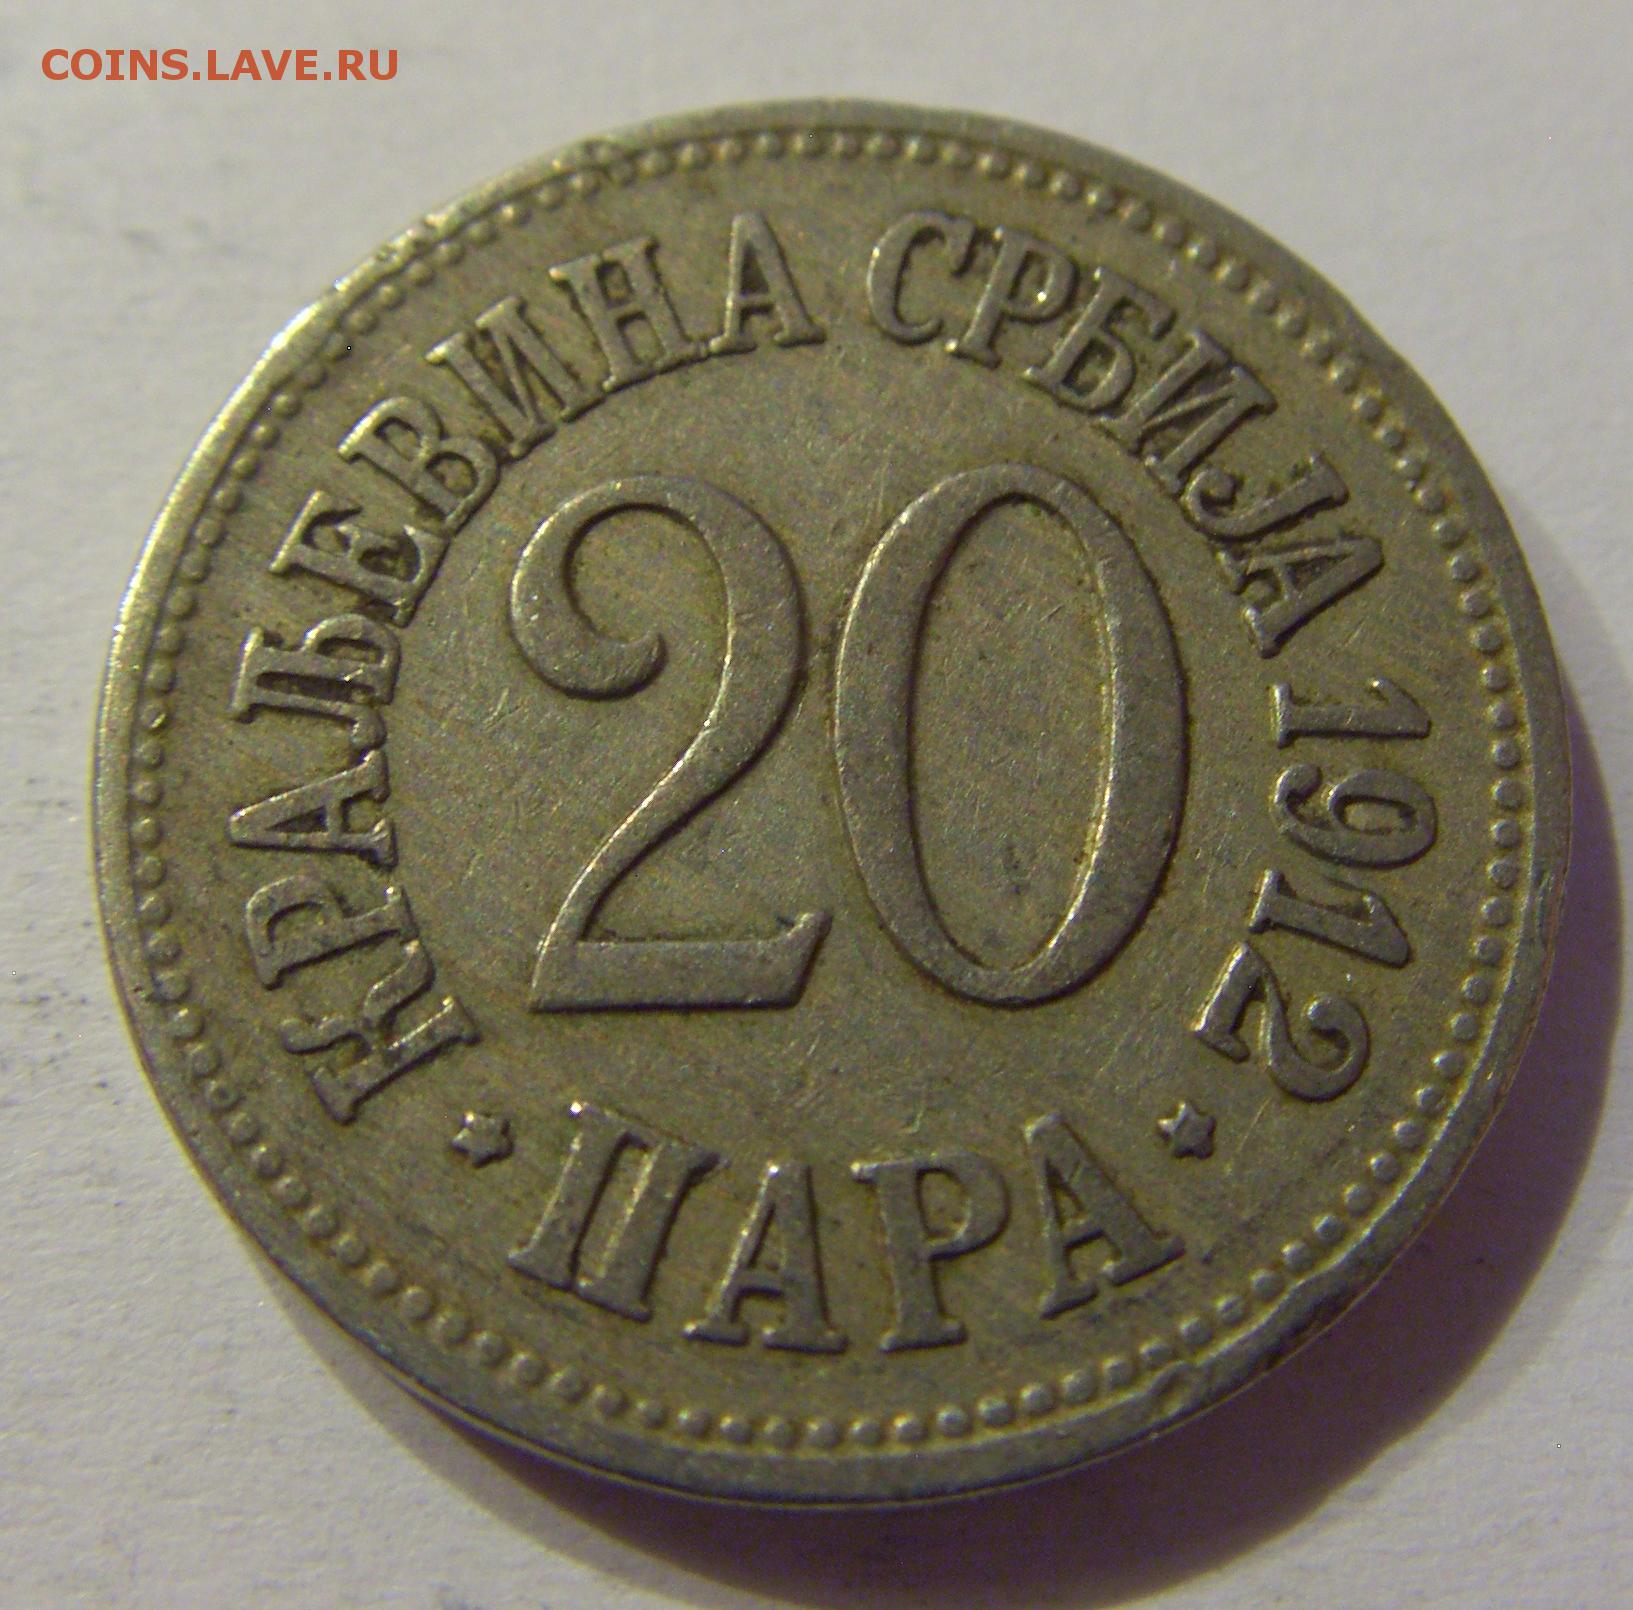 COINS.LAVE.RU
КРАЉЕВИНА СРБИЈА 1912
20
ПАРА